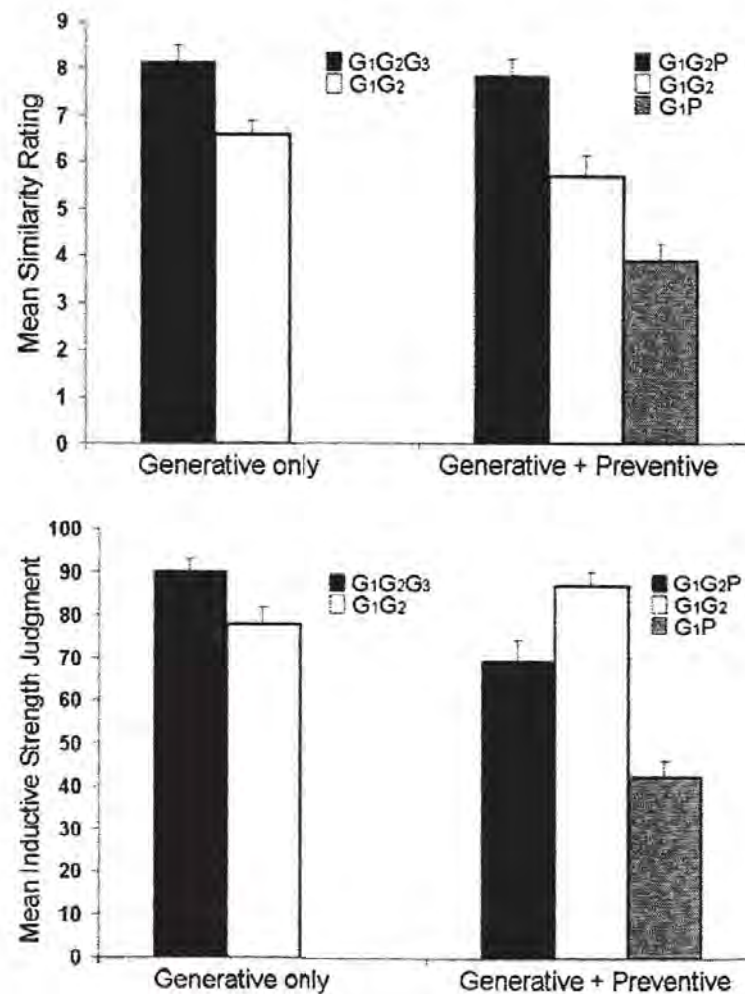 Mean Similarity Rating
9
8
7
6
5
4
3
2
1
0
G1G2G3
G1G2
G1G2P
G1G2
G1P
Generative only
Generative + Preventive
Mean Inductive Strength Judgment
100
90
80
70
60
50
40
30
20
10
0
G1G2G3
G1G2
G1G2P
G1G2
G1P
Generative only
Generative + Preventive